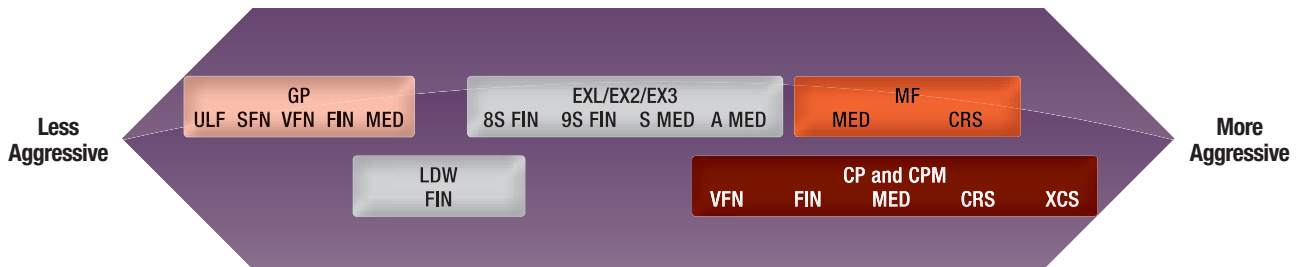 Less
Aggressive
GP
ULF SFN VFN FIN MED
EXL/EX2/EX3
8S FIN 9S FIN S MED A MED
MF
MED CRS
LDW
FIN
CP and CPM
VFN FIN MED CRS XCS
More
Aggressive